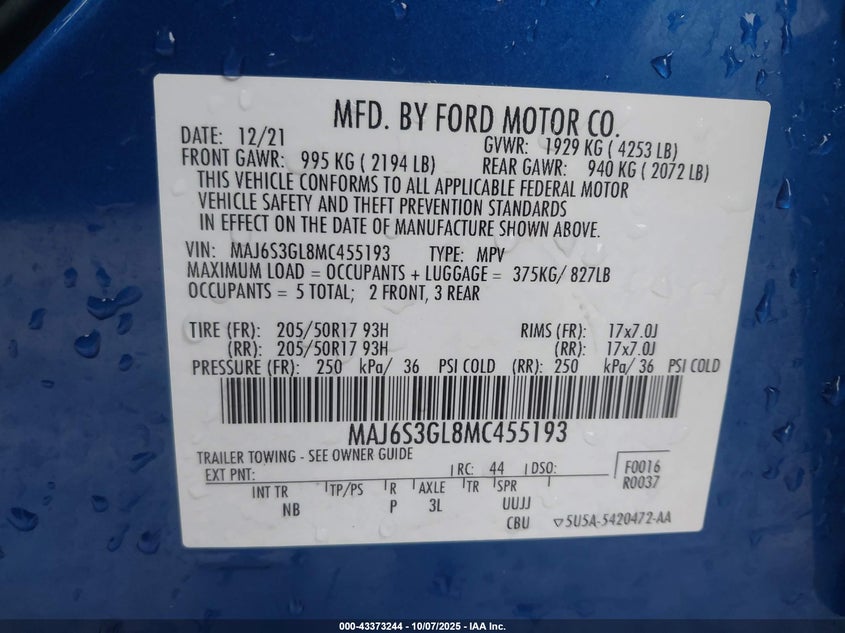 MFD. BY FORD MOTOR CO.
DATE: 12/21 GVWR: 1929 KG ( 4253 LB)
FRONT GAWR: 995 KG ( 2194 LB) REAR GAWR: 940 KG ( 2072 LB)
THIS VEHICLE CONFORMS TO ALL APPLICABLE FEDERAL MOTOR
VEHICLE SAFETY AND THEFT PREVENTION STANDARDS
IN EFFECT ON THE DATE OF MANUFACTURE SHOWN ABOVE.
VIN: MAJ6S3GL8MC455193 TYPE: MPV
MAXIMUM LOAD = OCCUPANTS + LUGGAGE = 375KG/ 827LB
OCCUPANTS = 5 TOTAL; 2 FRONT, 3 REAR
TIRE (FR): 205/50R17 93H RIMS (FR): 17x7.0J
(RR): 205/50R17 93H (RR): 17x7.0J
PRESSURE (FR): 250 kPa/ 36 PSI COLD (RR): 250 kPa/ 36 PSI COLD
MAJ6S3GL8MC455193
TRAILER TOWING - SEE OWNER GUIDE
EXT PNT: RC: 44 DSO: F0016
R0037
INT TR TP/PS R AXLE TR SPR
NB P 3L UUJJ
CBU ▽5U5A-5420472-AA
000-43373244 - 10/07/2025 - IAA Inc.